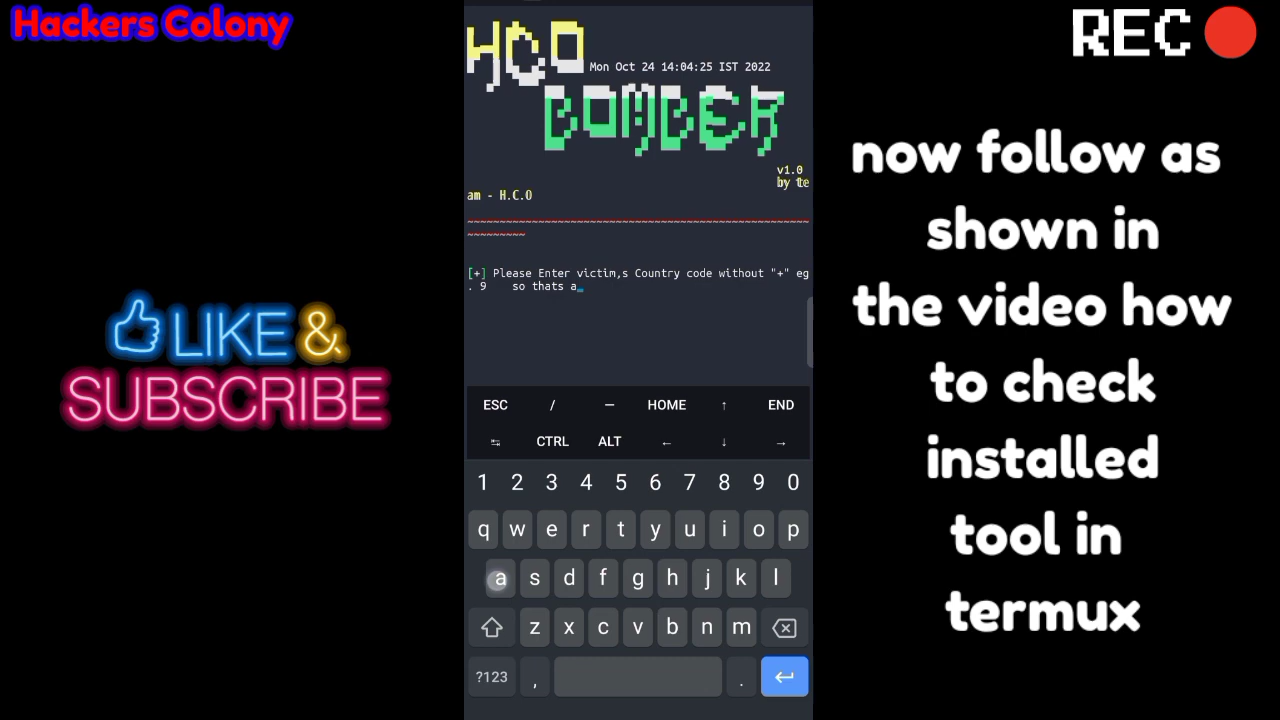 Hackers Colony
REC
HCO
Mon Oct 24 14:04:25 IST 2022
BOMBER
v1.0
by te
am - H.C.O
~~~~~~~~~~~~~~~~~~~~~~~~~~~~~~~~~~~~~~~~~~~~~~~~~~~~
~~~~~~~~~
[+] Please Enter victim,s Country code without "+" eg
. 9    so thats a
LIKE &
SUBSCRIBE
now follow as
shown in
the video how
to check
installed
tool in
termux
ESC / — HOME ↑ END
↹ CTRL ALT ← ↓ →
1 2 3 4 5 6 7 8 9 0
q w e r t y u i o p
a s d f g h j k l
z x c v b n m
?123 , .